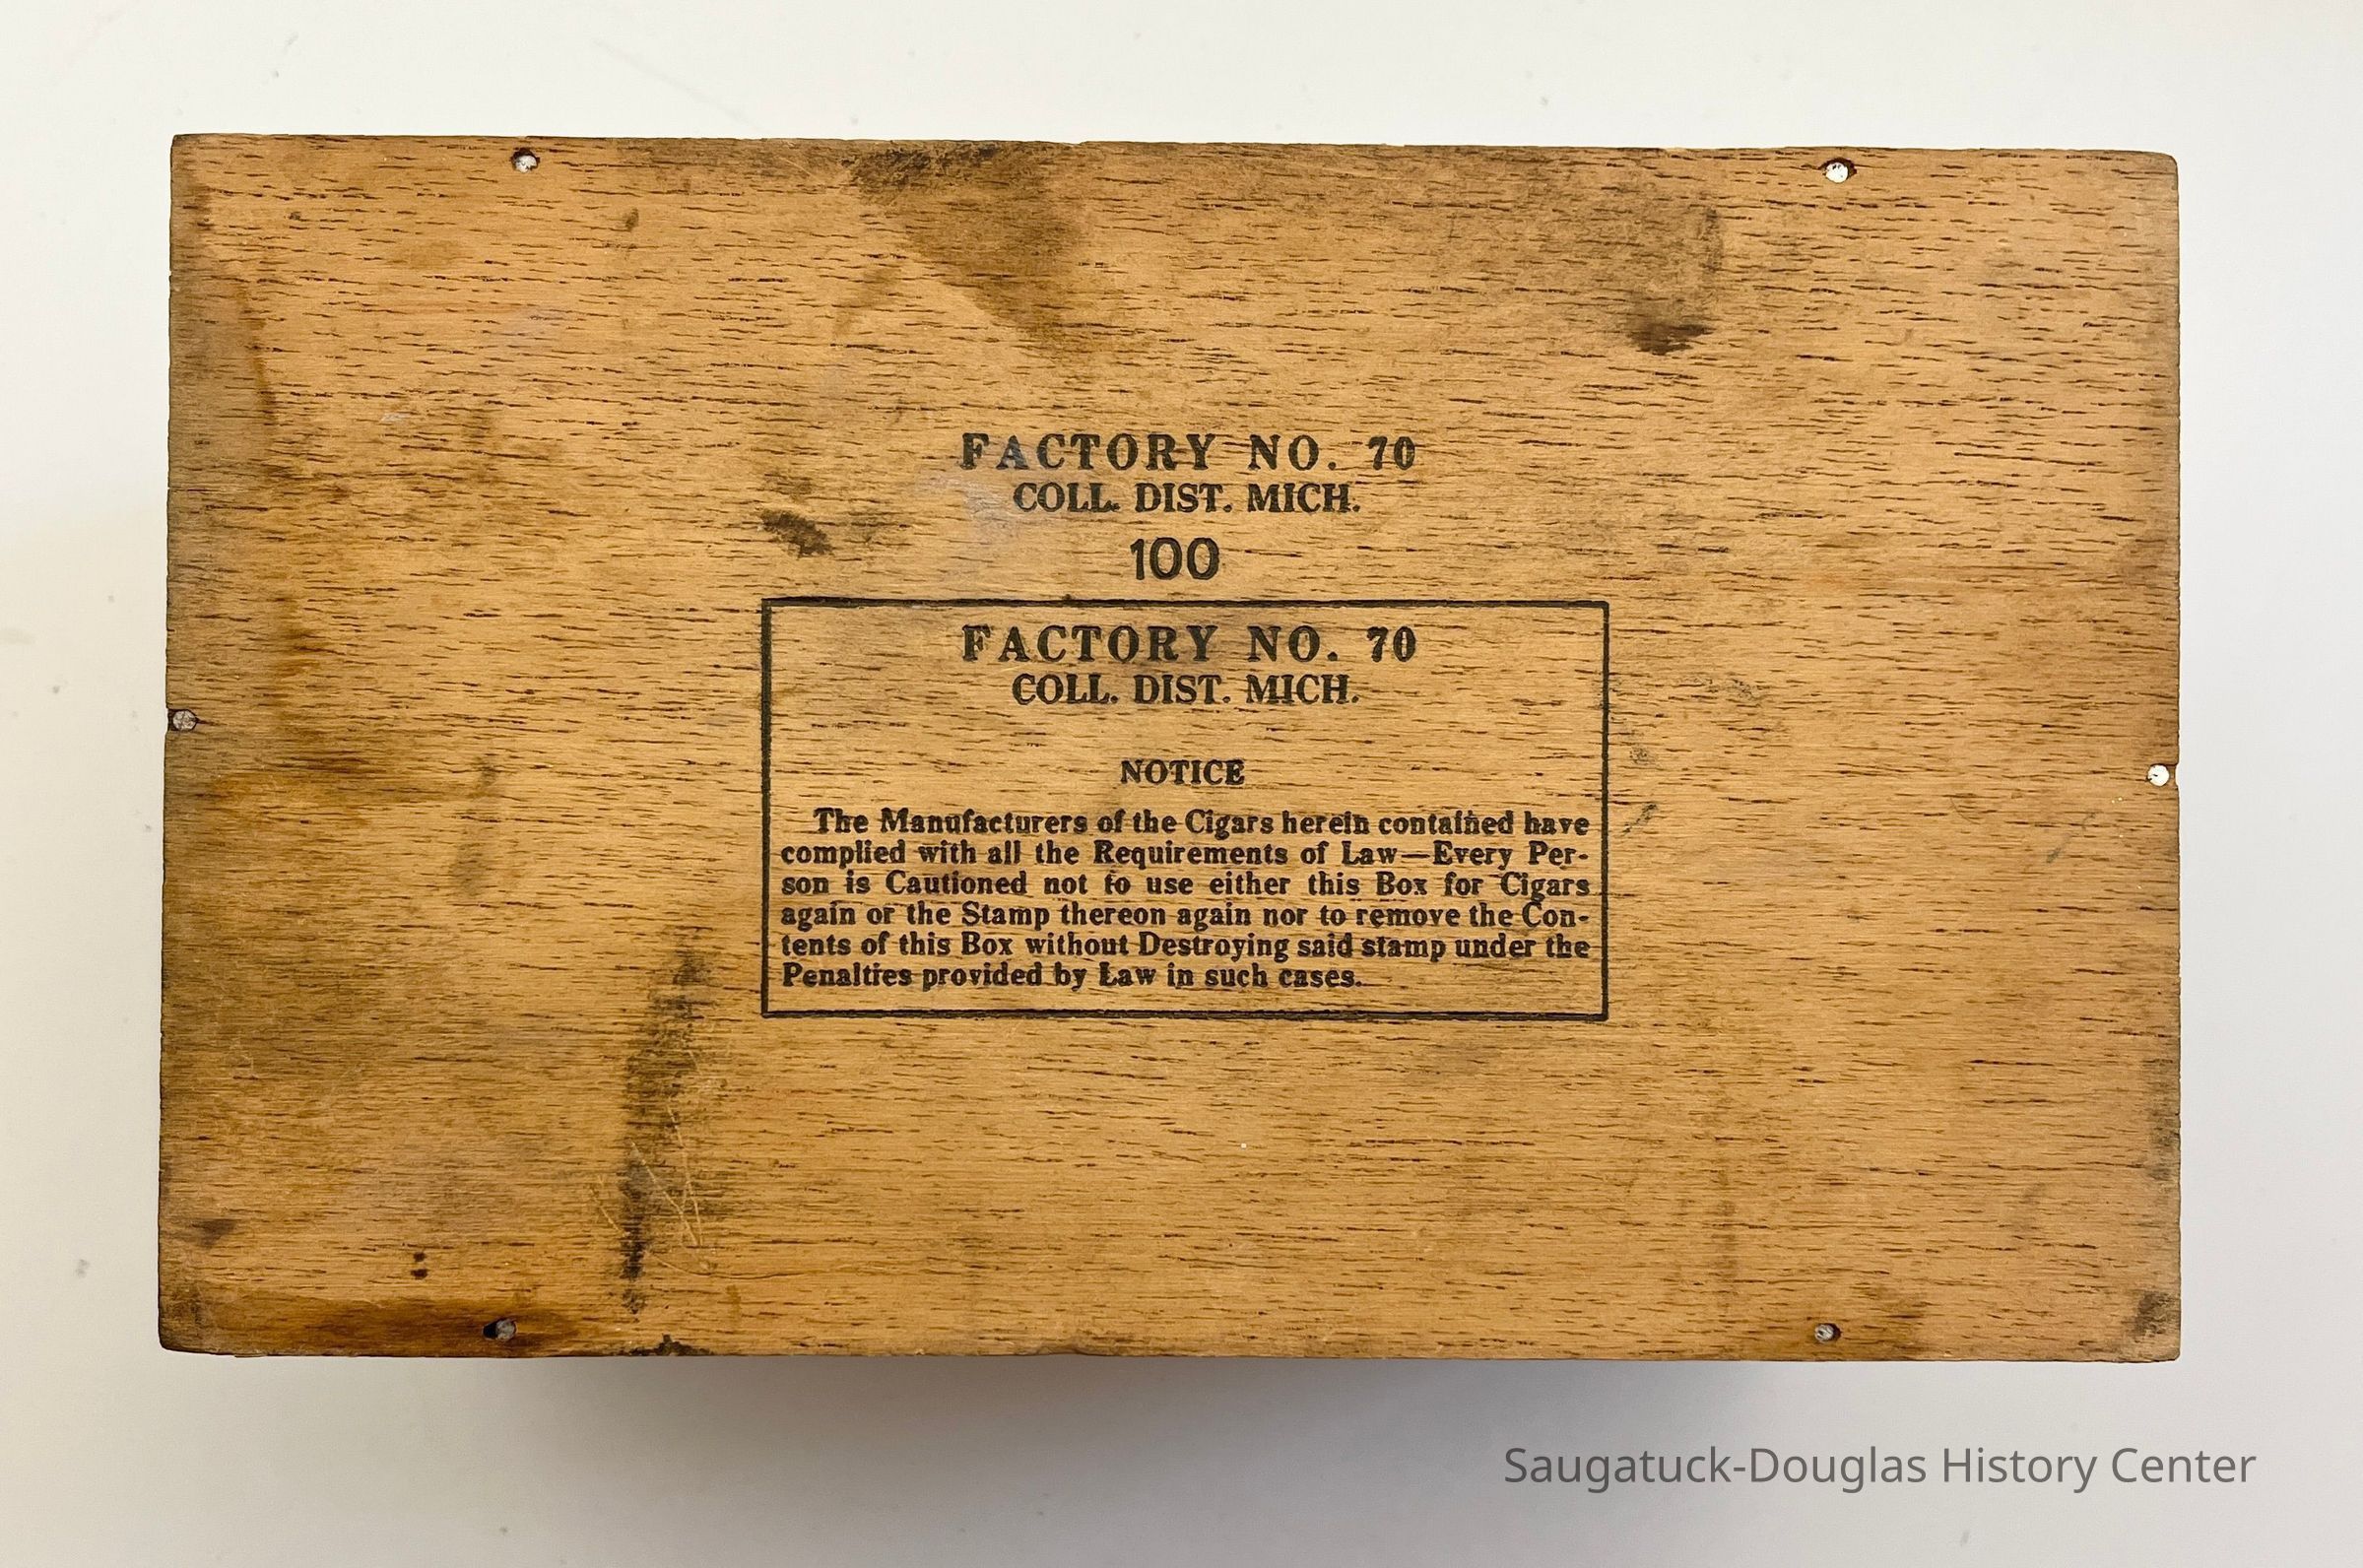 FACTORY NO. 70
COLL. DIST. MICH.
100
FACTORY NO. 70
COLL. DIST. MICH.
NOTICE
The Manufacturers of the Cigars herein contained have
complied with all the Requirements of Law—Every Per-
son is Cautioned not to use either this Box for Cigars
again or the Stamp thereon again nor to remove the Con-
tents of this Box without Destroying said stamp under the
Penalties provided by Law in such cases.
Saugatuck-Douglas History Center